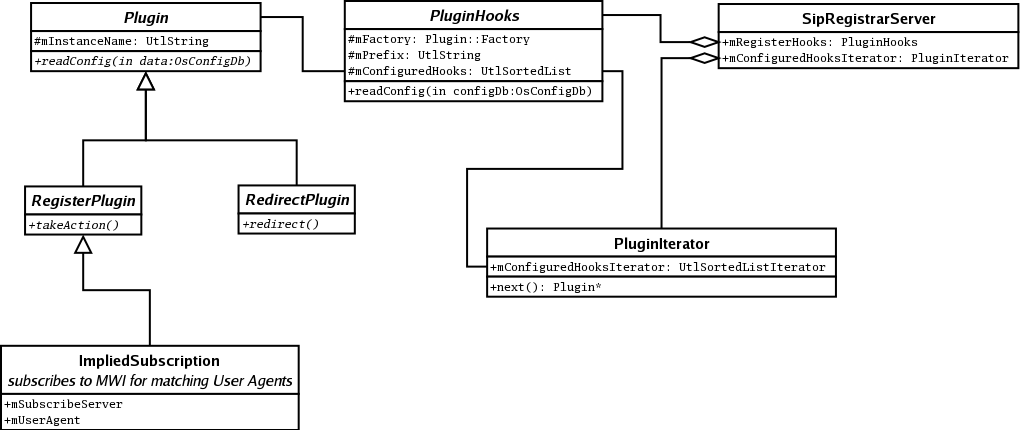 Plugin
#mInstanceName: UtlString
+readConfig(in data:OsConfigDb)
PluginHooks
#mFactory: Plugin::Factory
#mPrefix: UtlString
#mConfiguredHooks: UtlSortedList
+readConfig(in configDb:OsConfigDb)
SipRegistrarServer
+mRegisterHooks: PluginHooks
+mConfiguredHooksIterator: PluginIterator
RegisterPlugin
+takeAction()
RedirectPlugin
+redirect()
PluginIterator
+mConfiguredHooksIterator: UtlSortedListIterator
+next(): Plugin*
ImpliedSubscription
subscribes to MWI for matching User Agents
+mSubscribeServer
+mUserAgent